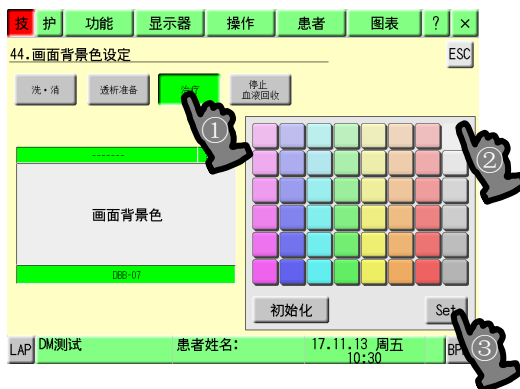 技 护 功能 显示器 操作 患者 图表 ? ×
44.画面背景色设定 ESC
洗・消 透析准备 治疗 停止
血液回收
①
②
-------
画面背景色
DBB-07
初始化 Set
③
LAP DM测试 患者姓名: 17.11.13 周五
10:30